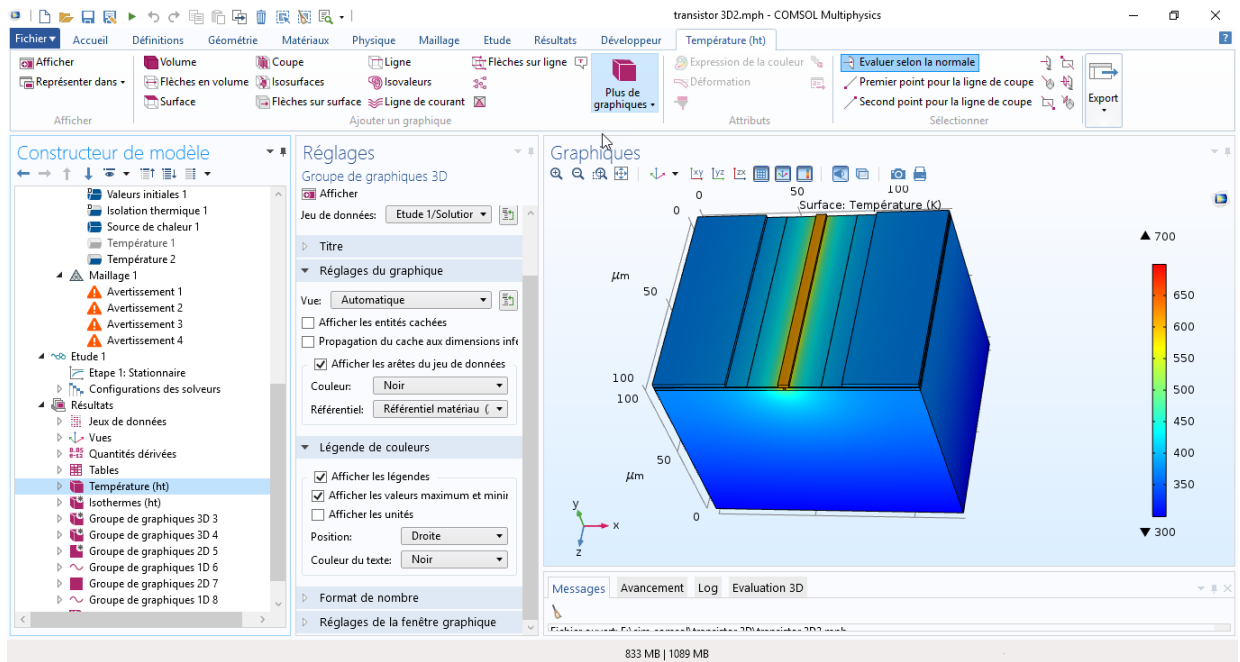 transistor 3D2.mph - COMSOL Multiphysics
Fichier Accueil Définitions Géométrie Matériaux Physique Maillage Etude Résultats Développeur Température (ht)
Afficher
Représenter dans
Afficher
Volume
Flèches en volume
Surface
Coupe
Isosurfaces
Flèches sur surface
Ligne
Isovaleurs
Ligne de courant
Flèches sur ligne
Ajouter un graphique
Plus de
graphiques
Expression de la couleur
Déformation
Attributs
Evaluer selon la normale
Premier point pour la ligne de coupe
Second point pour la ligne de coupe
Sélectionner
Export
Constructeur de modèle
Valeurs initiales 1
Isolation thermique 1
Source de chaleur 1
Température 1
Température 2
Maillage 1
Avertissement 1
Avertissement 2
Avertissement 3
Avertissement 4
Etude 1
Etape 1: Stationnaire
Configurations des solveurs
Résultats
Jeux de données
Vues
Quantités dérivées
Tables
Température (ht)
Isothermes (ht)
Groupe de graphiques 3D 3
Groupe de graphiques 3D 4
Groupe de graphiques 2D 5
Groupe de graphiques 1D 6
Groupe de graphiques 2D 7
Groupe de graphiques 1D 8
Réglages
Groupe de graphiques 3D
Afficher
Jeu de données: Etude 1/Solutior
Titre
Réglages du graphique
Vue: Automatique
Afficher les entités cachées
Propagation du cache aux dimensions infé
Afficher les arêtes du jeu de données
Couleur: Noir
Référentiel: Référentiel matériau (
Légende de couleurs
Afficher les légendes
Afficher les valeurs maximum et minir
Afficher les unités
Position: Droite
Couleur du texte: Noir
Format de nombre
Réglages de la fenêtre graphique
Graphiques
xy yz zx
0 50 100
Surface: Température (K)
0
µm
50
100
100
50
µm
0
y
x
z
700
650
600
550
500
450
400
350
300
Messages Avancement Log Evaluation 3D
833 MB | 1089 MB